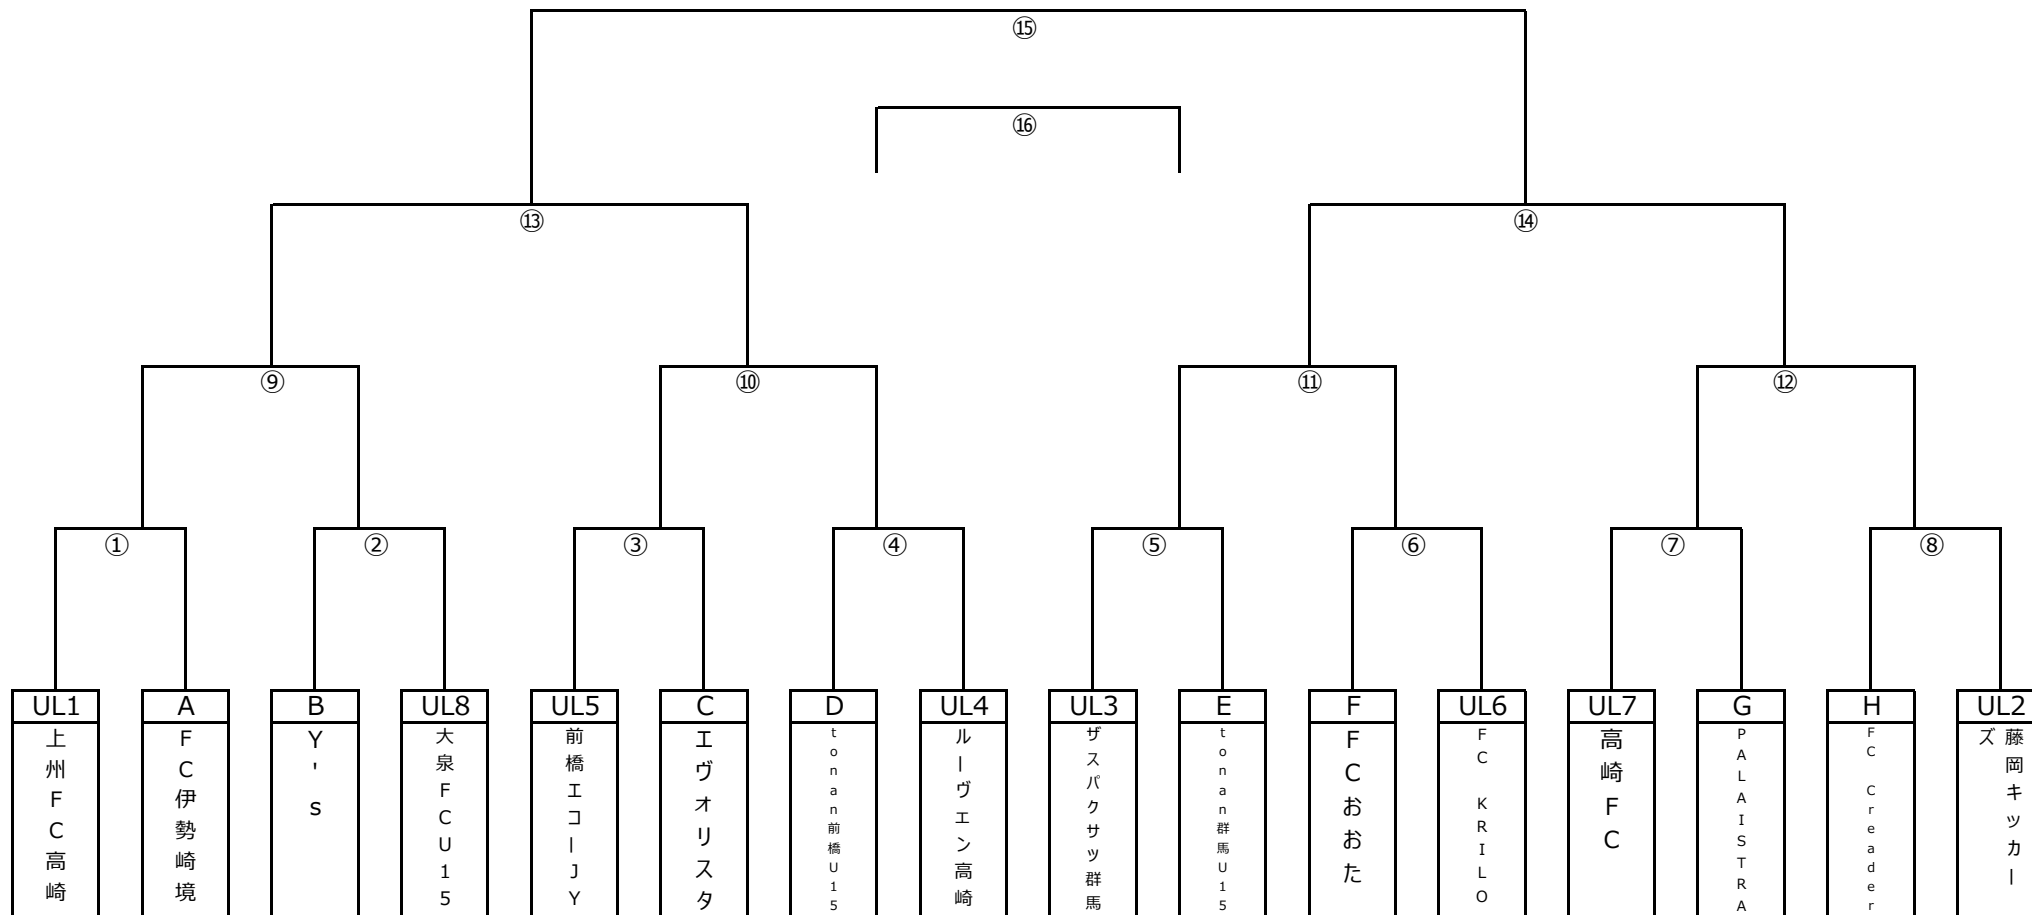 ⑮
⑯
⑬
⑭
⑨
⑩
⑪
⑫
①
②
③
④
⑤
⑥
⑦
⑧
UL1
A
B
UL8
UL5
C
D
UL4
UL3
E
F
UL6
UL7
G
H
UL2
上州FC高崎
FC伊勢崎境
Y's
大泉FCU15
前橋エコーJY
エヴォリスタ
tonan前橋U15
ルーヴェン高崎
ザスパクサツ群馬
tonan群馬U15
FCおおた
FC KRILO
高崎FC
PALAISTRA
FC Creader
藤岡キッカー
ズ